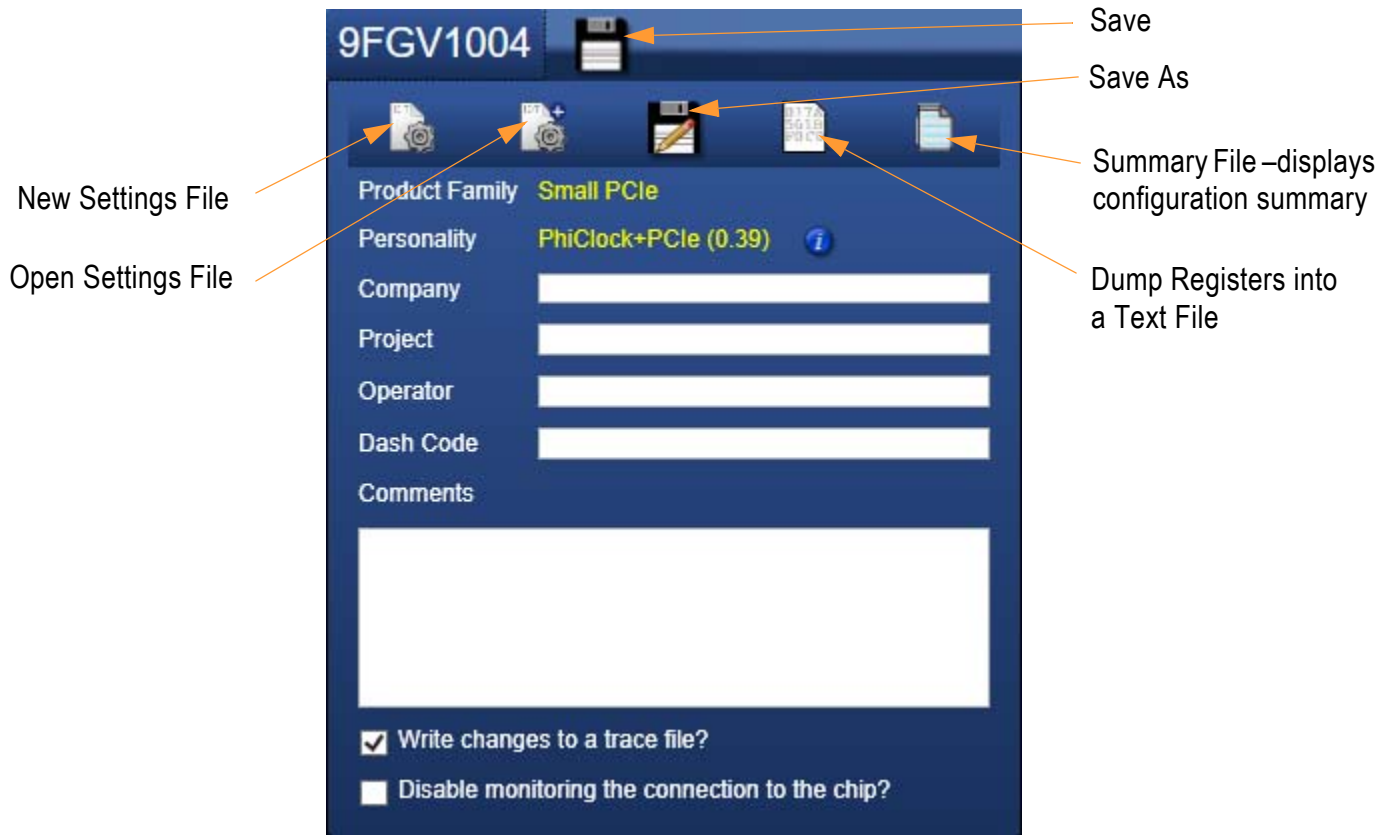 9FGV1004
Save
Save As
New Settings File
Open Settings File
Summary File –displays
configuration summary
Dump Registers into
a Text File
Product Family Small PCIe
Personality PhiClock+PCIe (0.39)
Company
Project
Operator
Dash Code
Comments
Write changes to a trace file?
Disable monitoring the connection to the chip?